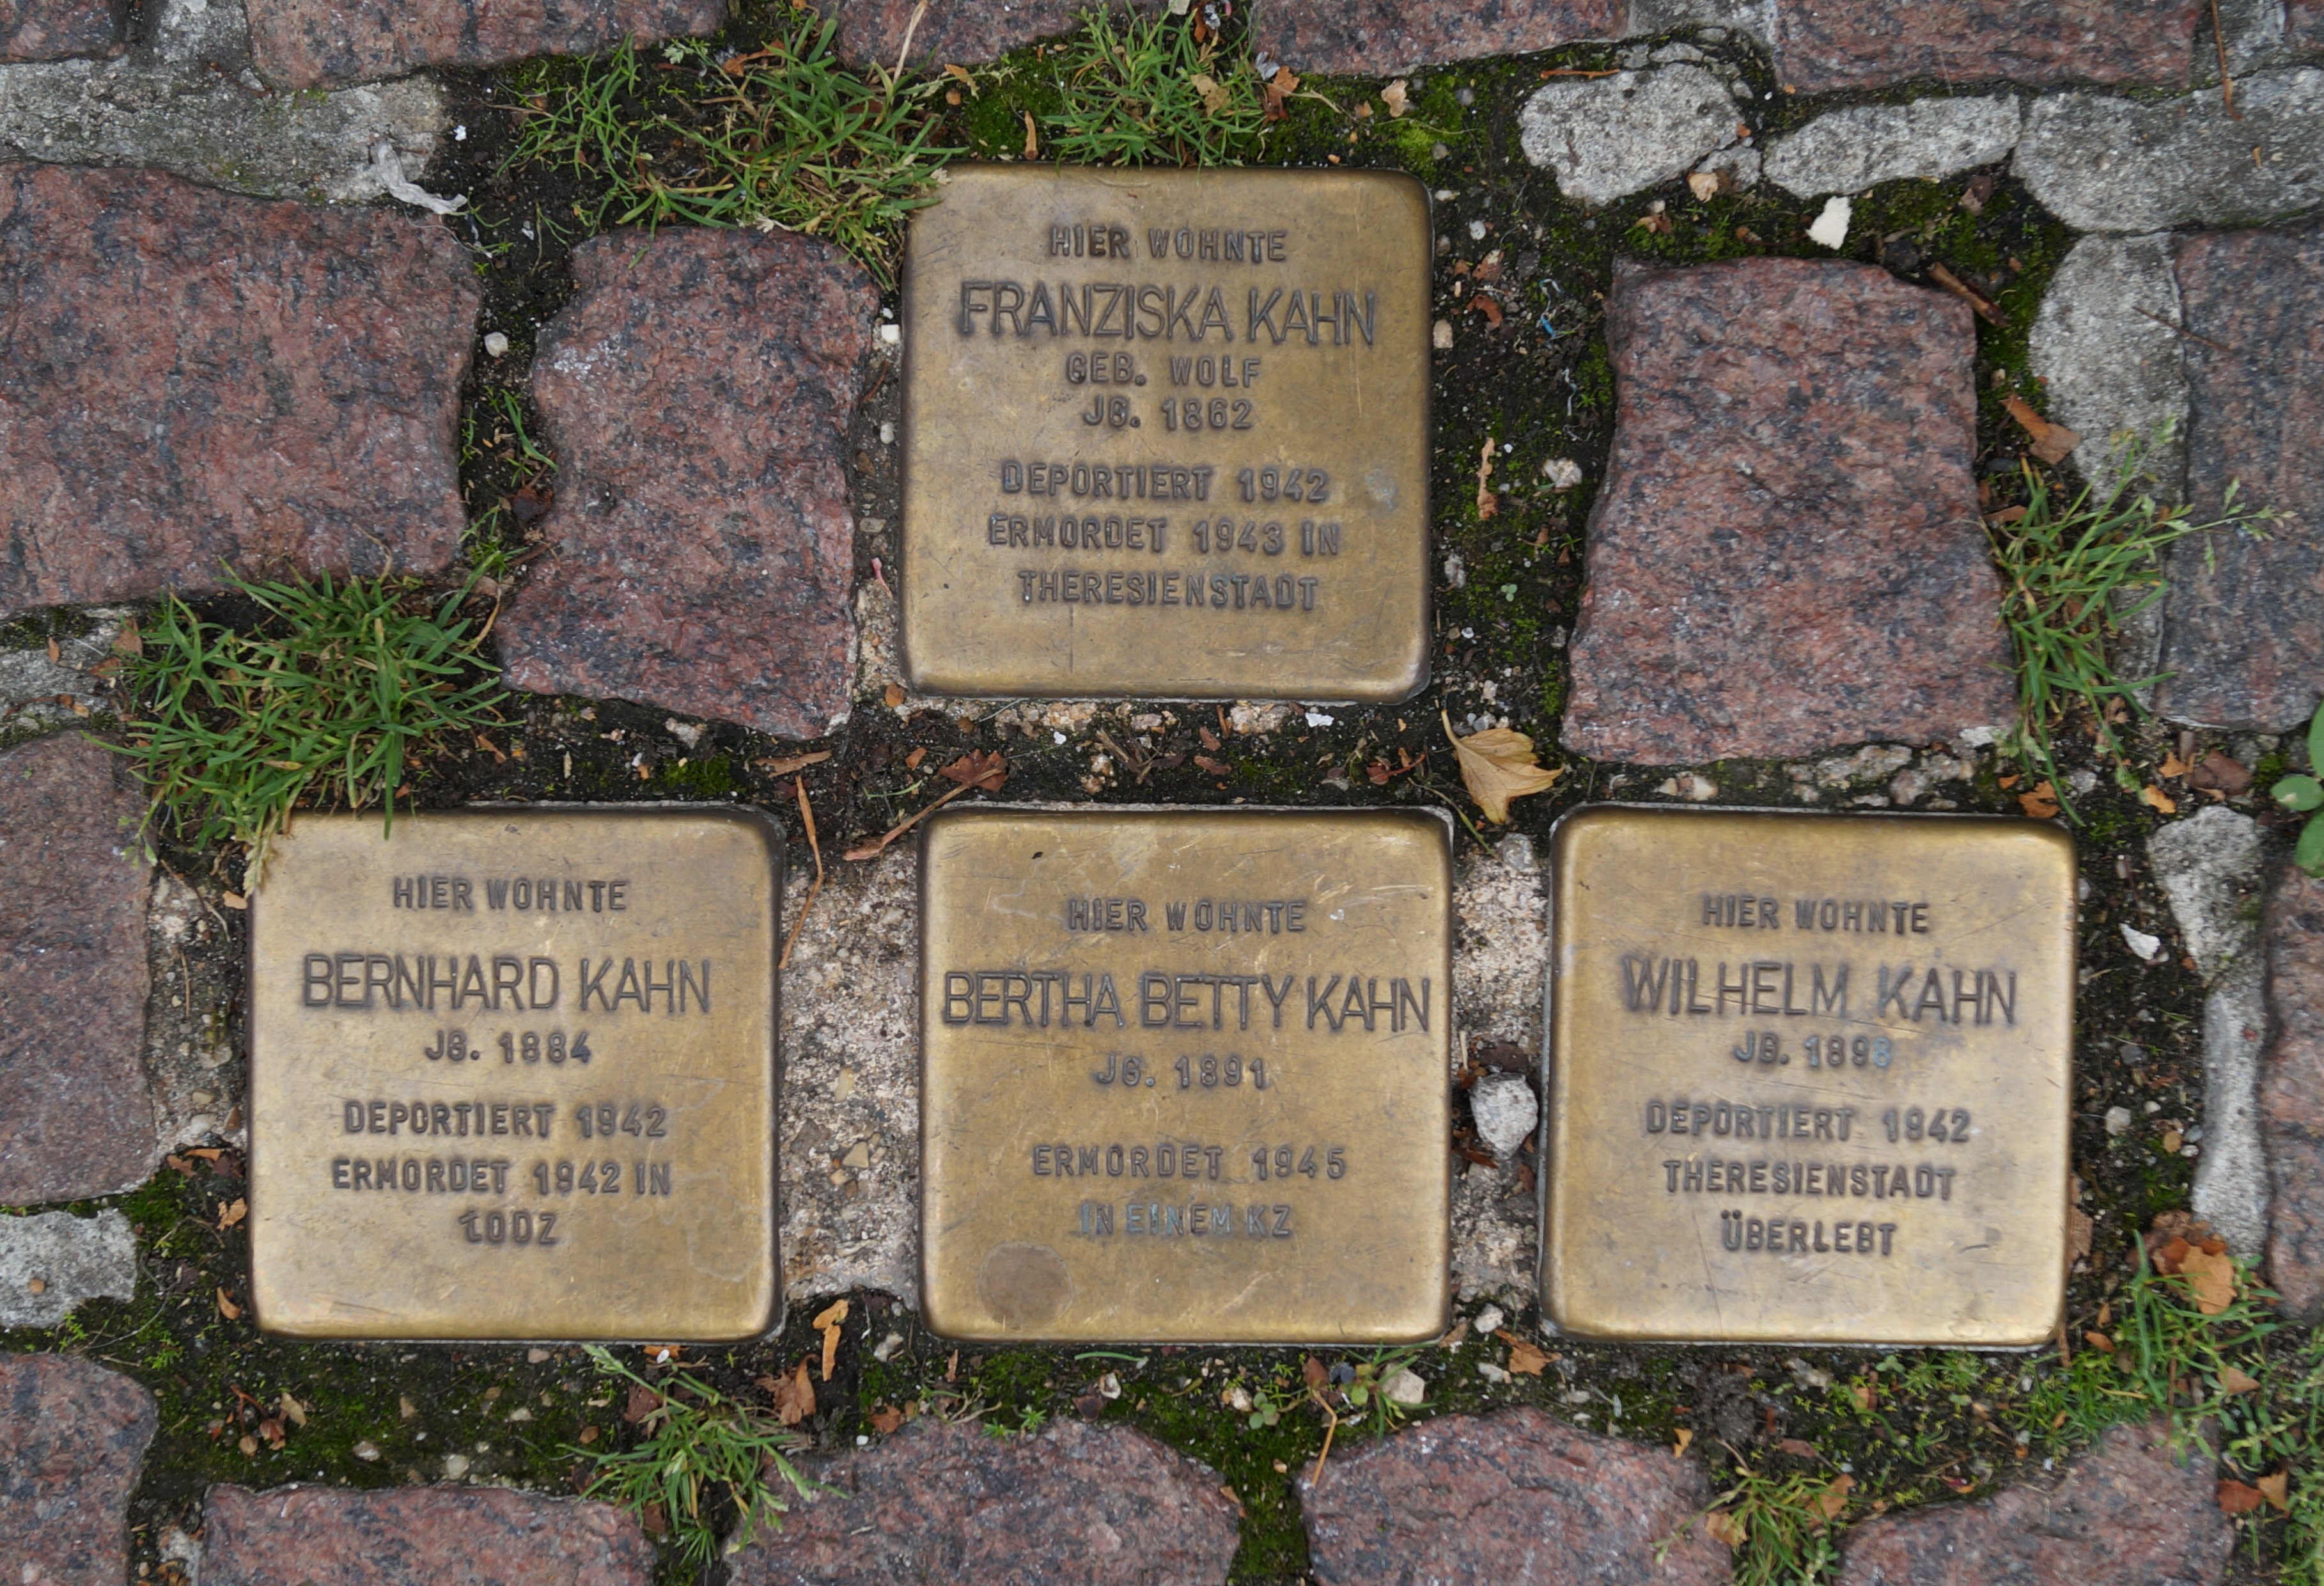 HIER WOHNTE
FRANZISKA KAHN
GEB. WOLF
JG. 1862
DEPORTIERT 1942
ERMORDET 1943 IN
THERESIENSTADT
HIER WOHNTE
BERNHARD KAHN
JG. 1884
DEPORTIERT 1942
ERMORDET 1942 IN
ŁODZ
HIER WOHNTE
BERTHA BETTY KAHN
JG. 1891
ERMORDET 1945
IN EINEM KZ
HIER WOHNTE
WILHELM KAHN
JG. 1898
DEPORTIERT 1942
THERESIENSTADT
ÜBERLEBT